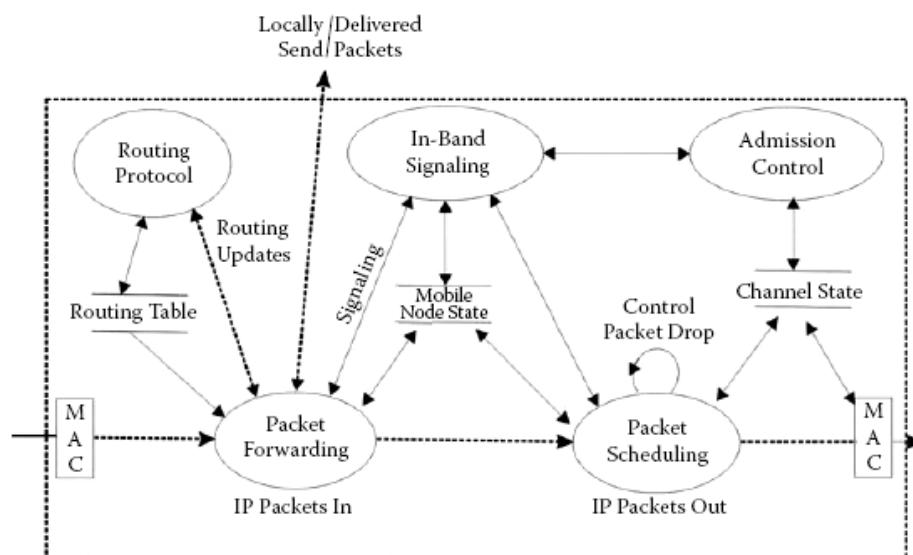 Locally / Delivered
Send / Packets
Routing
Protocol
In-Band
Signaling
Admission
Control
Routing
Updates
Signaling
Routing Table
Mobile
Node State
Channel State
Control
Packet Drop
M
A
C
Packet
Forwarding
Packet
Scheduling
M
A
C
IP Packets In
IP Packets Out